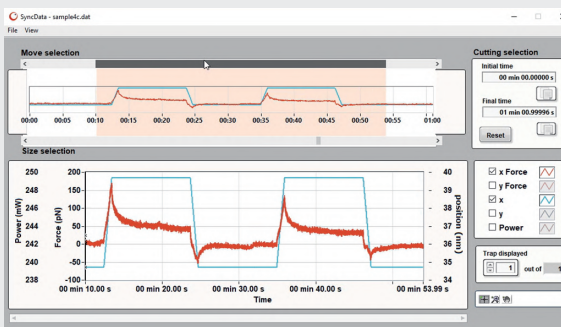 SyncData - sample4c.dat
File View
Move selection
00:00 00:05 00:10 00:15 00:20 00:25 00:30 00:35 00:40 00:45 00:50 00:55 01:00
Size selection
250 200 40
248 150 39
246 100 38
244 50 37
242 0 36
240 -50 35
238 -100 34
Power (mW)
Force (pN)
position (nm)
00 min 10.00 s 00 min 20.00 s 00 min 30.00 s 00 min 40.00 s 00 min 53.99 s
Time
Cutting selection
Initial time
00 min 00.00000 s
Final time
01 min 00.99996 s
Reset
x Force
y Force
x
y
Power
Trap displayed
1 out of 1